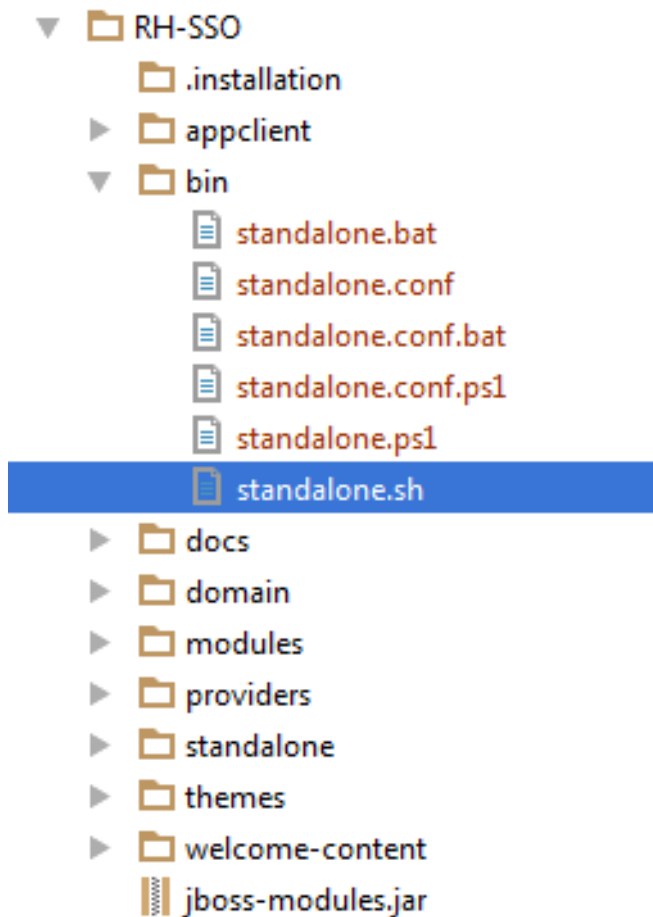 RH-SSO
.installation
appclient
bin
standalone.bat
standalone.conf
standalone.conf.bat
standalone.conf.ps1
standalone.ps1
standalone.sh
docs
domain
modules
providers
standalone
themes
welcome-content
jboss-modules.jar